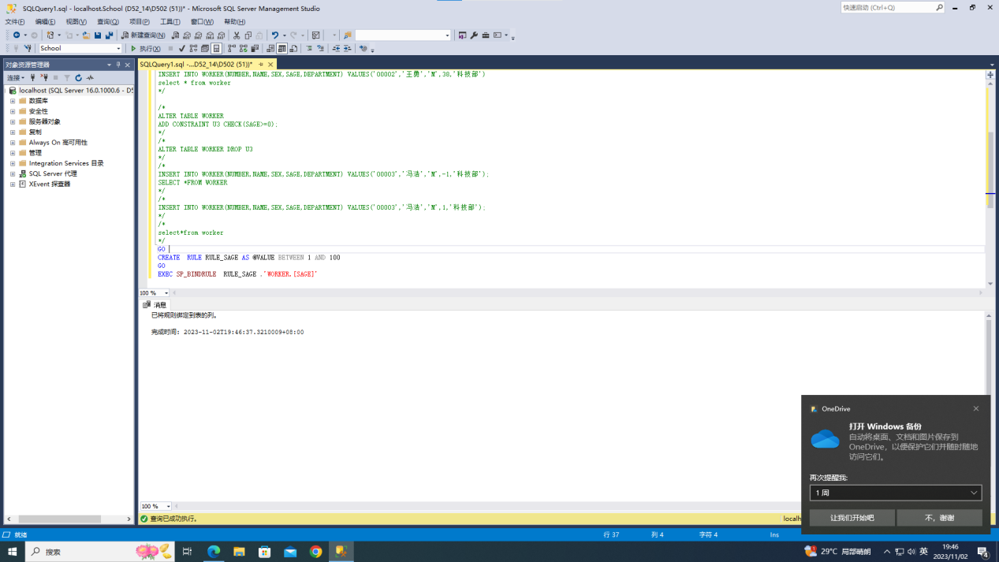 SQLQuery1.sql - localhost.School (D52_14\D502 (51))* - Microsoft SQL Server Management Studio
快速启动 (Ctrl+Q)
文件(F) 编辑(E) 视图(V) 查询(Q) 项目(P) 工具(T) 窗口(W) 帮助(H)
新建查询(N)
School
执行(X)
对象资源管理器
连接
localhost (SQL Server 16.0.1000.6 - D5
数据库
安全性
服务器对象
复制
Always On 高可用性
管理
Integration Services 目录
SQL Server 代理
XEvent 探查器
SQLQuery1.sql -...D52_14\D502 (51))*
INSERT INTO WORKER(NUMBER,NAME,SEX,SAGE,DEPARTMENT) VALUES('00002','王勇','M',38,'科技部')
select * from worker
*/
/*
ALTER TABLE WORKER
ADD CONSTRAINT U3 CHECK(SAGE>=0);
*/
/*
ALTER TABLE WORKER DROP U3
*/
/*
INSERT INTO WORKER(NUMBER,NAME,SEX,SAGE,DEPARTMENT) VALUES('00003','冯浩','M',-1,'科技部');
SELECT *FROM WORKER
*/
/*
INSERT INTO WORKER(NUMBER,NAME,SEX,SAGE,DEPARTMENT) VALUES('00003','冯浩','M',1,'科技部');
*/
/*
select*from worker
*/
GO
CREATE RULE RULE_SAGE AS @VALUE BETWEEN 1 AND 100
GO
EXEC SP_BINDRULE RULE_SAGE ,'WORKER.[SAGE]'
100 %
消息
已将规则绑定到表的列。
完成时间: 2023-11-02T19:46:37.3210009+08:00
100 %
查询已成功执行。
localh
OneDrive
打开 Windows 备份
自动将桌面、文档和图片保存到
OneDrive，以便保护它们并随时随地
访问它们。
再次提醒我:
1 周
让我们开始吧
不，谢谢
就绪
行 37
列 4
字符 4
Ins
搜索
29°C 局部晴朗
英
19:46
2023/11/02
4